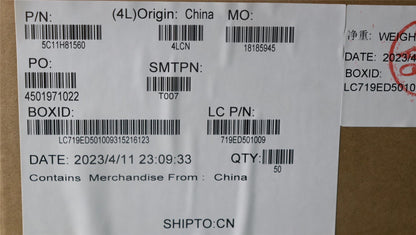 P/N: (4L)Origin: China MO:
5C11H81560 4LCN 18185945
PO: SMTPN:
4501971022 T007
BOXID: LC P/N:
LC719ED501009315216123 719ED501009
DATE: 2023/4/11 23:09:33 QTY:
50
Contains Merchandise From : China
SHIPTO:CN
净重: WEIGH
DATE: 2023/4
BOXID:
LC719ED501